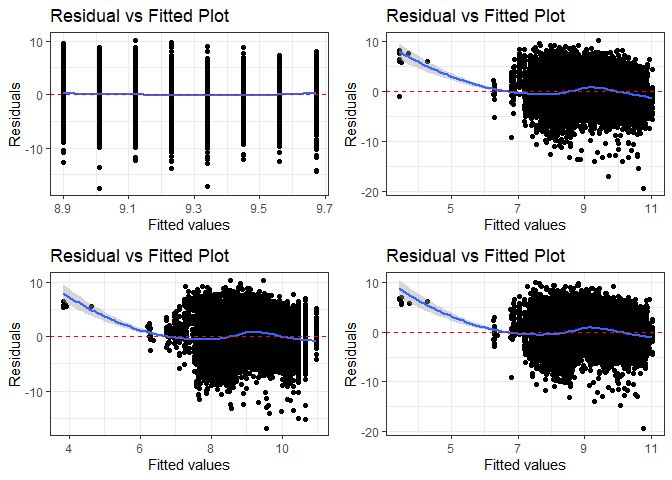 Residual vs Fitted Plot
Residuals
10
0
-10
8.9
9.1
9.3
9.5
9.7
Fitted values
Residual vs Fitted Plot
Residuals
10
0
-10
-20
5
7
9
11
Fitted values
Residual vs Fitted Plot
Residuals
10
0
-10
4
6
8
10
Fitted values
Residual vs Fitted Plot
Residuals
10
0
-10
-20
5
7
9
11
Fitted values